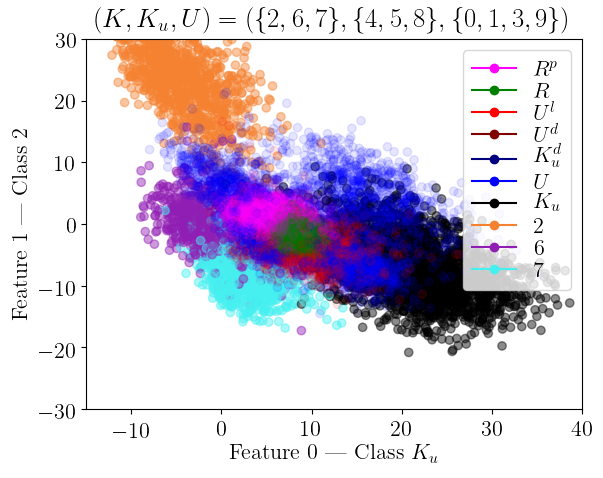 (K, K_u, U) = ({2, 6, 7}, {4, 5, 8}, {0, 1, 3, 9})
30
20
10
0
−10
−20
−30
Feature 1 — Class 2
R^p
R
U^l
U^d
K_u^d
U
K_u
2
6
7
−10 0 10 20 30 40
Feature 0 — Class K_u